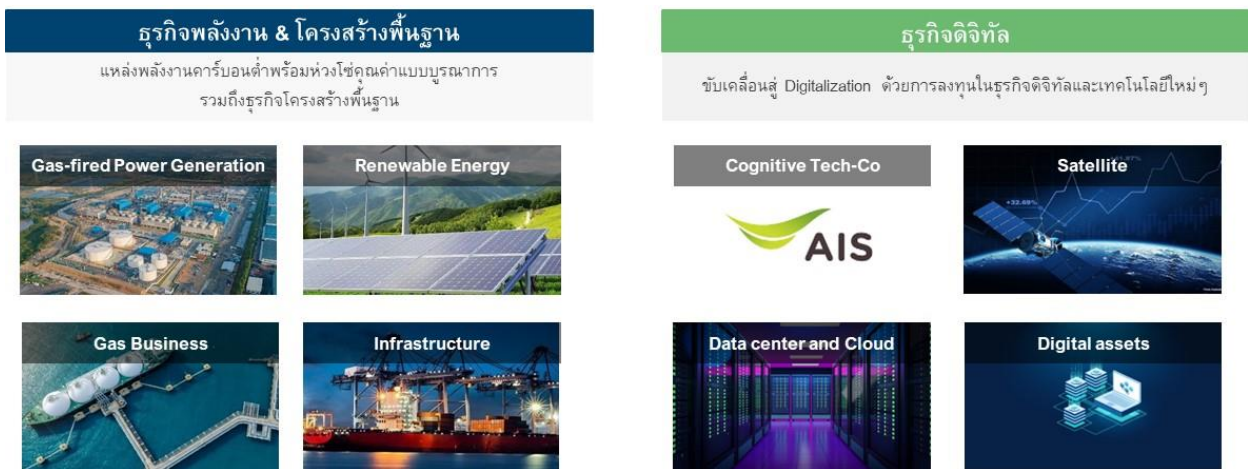 ธุรกิจพลังงาน & โครงสร้างพื้นฐาน
แหล่งพลังงานคาร์บอนต่ำพร้อมห่วงโซ่คุณค่าแบบบูรณาการ
รวมถึงธุรกิจโครงสร้างพื้นฐาน
Gas-fired Power Generation
Renewable Energy
Gas Business
Infrastructure
ธุรกิจดิจิทัล
ขับเคลื่อนสู่ Digitalization ด้วยการลงทุนในธุรกิจดิจิทัลและเทคโนโลยีใหม่ๆ
Cognitive Tech-Co
AIS
Satellite
+32.68%
Data center and Cloud
Digital assets